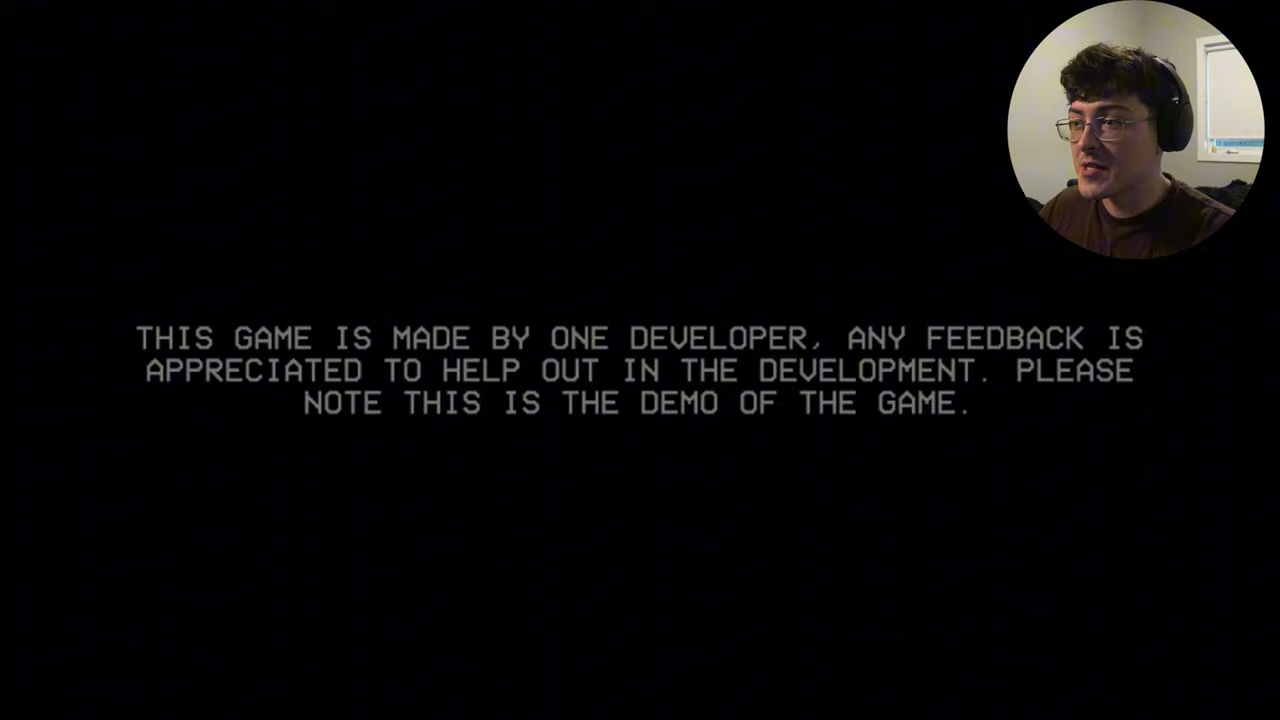 THIS GAME IS MADE BY ONE DEVELOPER, ANY FEEDBACK IS
APPRECIATED TO HELP OUT IN THE DEVELOPMENT. PLEASE
NOTE THIS IS THE DEMO OF THE GAME.